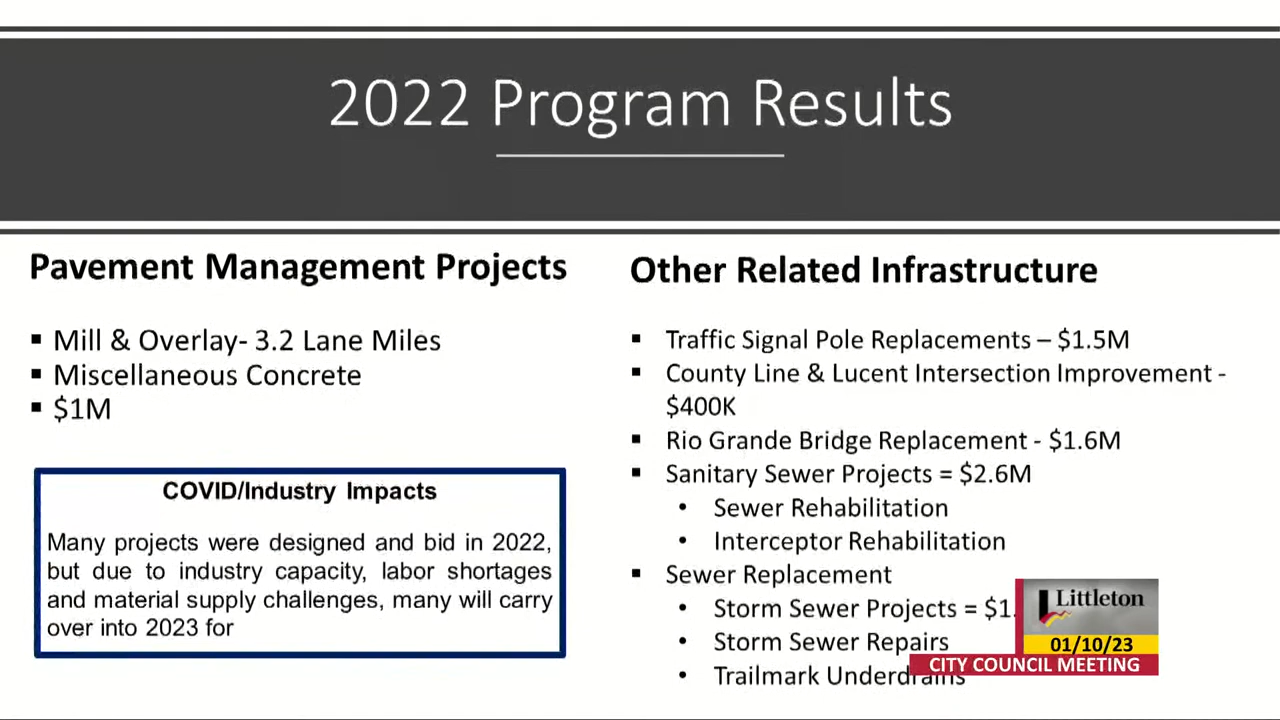 2022 Program Results
Pavement Management Projects
▪ Mill & Overlay- 3.2 Lane Miles
▪ Miscellaneous Concrete
▪ $1M
COVID/Industry Impacts
Many projects were designed and bid in 2022,
but due to industry capacity, labor shortages
and material supply challenges, many will carry
over into 2023 for
Other Related Infrastructure
▪ Traffic Signal Pole Replacements – $1.5M
▪ County Line & Lucent Intersection Improvement -
$400K
▪ Rio Grande Bridge Replacement - $1.6M
▪ Sanitary Sewer Projects = $2.6M
• Sewer Rehabilitation
• Interceptor Rehabilitation
▪ Sewer Replacement
• Storm Sewer Projects = $1.
• Storm Sewer Repairs
• Trailmark Underdrains
Littleton
01/10/23
CITY COUNCIL MEETING